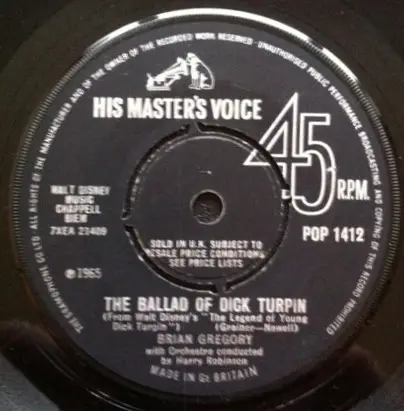 ALL RIGHTS OF THE MANUFACTURER AND OF THE OWNER OF THE RECORDED WORK RESERVED · UNAUTHORISED PUBLIC PERFORMANCE BROADCASTING AND COPYING OF THIS RECORD PROHIBITED
HIS MASTER'S VOICE
45 R.P.M.
WALT DISNEY
MUSIC
CHAPPELL
BIEM
7XEA 21409
POP 1412
SOLD IN U.K. SUBJECT TO
RESALE PRICE CONDITIONS
SEE PRICE LISTS
℗1965
THE BALLAD OF DICK TURPIN
(From Walt Disney's "The Legend of Young
Dick Turpin") (Grainer—Newell)
BRIAN GREGORY
with Orchestra conducted
by Harry Robinson
THE GRAMOPHONE CO. LTD.
MADE IN Gt. BRITAIN